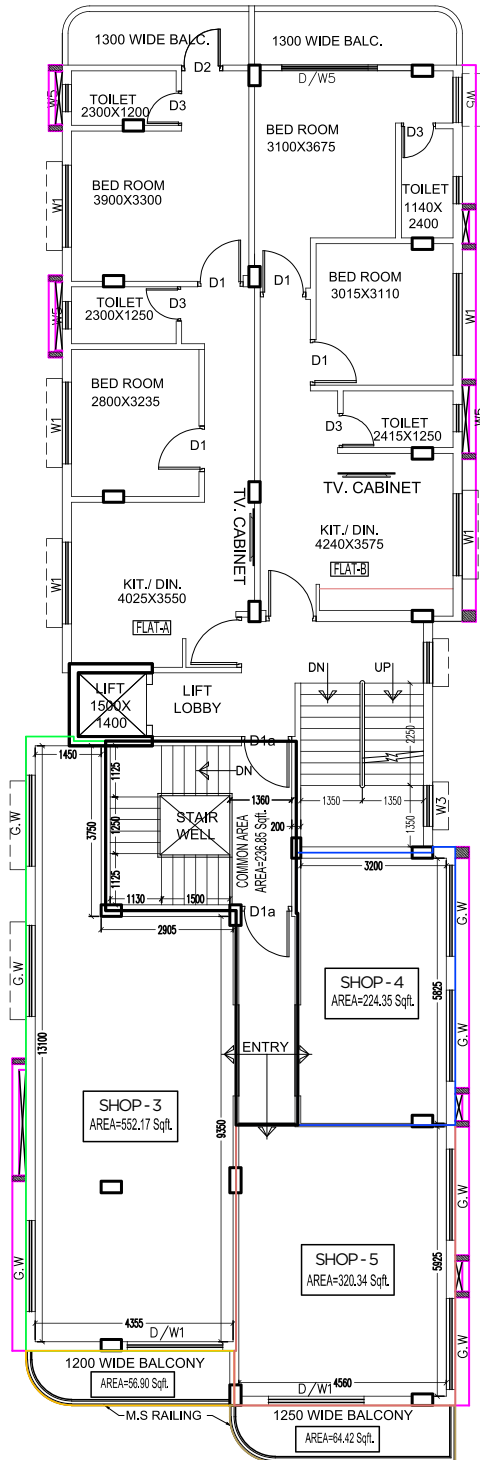 1300 WIDE BALC.
1300 WIDE BALC.
D2
D/W5
W5
TOILET
2300X1200
D3
BED ROOM
3100X3675
W5
D3
BED ROOM
3900X3300
W1
TOILET
1140X
2400
D1
D1
BED ROOM
3015X3110
W1
W5
TOILET
2300X1250
D3
BED ROOM
2800X3235
W1
D1
D1
D3
TOILET
2415X1250
W5
TV. CABINET
TV. CABINET
KIT./ DIN.
4240X3575
FLAT-B
W1
W1
KIT./ DIN.
4025X3550
FLAT-A
LIFT
1500X
1400
LIFT
LOBBY
DN
UP
2250
1350
1350
1350
W3
D1a
1450
3750
1125
1250
1125
DN
STAIR
WELL
1360
200
COMMON AREA
AREA=236.85 Sqft.
1130
1500
2905
D1a
G.W
G.W
3200
G.W
SHOP-4
AREA=224.35 Sqft.
5825
G.W
ENTRY
13100
SHOP-3
AREA=552.17 Sqft.
9350
G.W
G.W
SHOP-5
AREA=320.34 Sqft.
5925
G.W
4355
D/W1
4560
D/W1
1200 WIDE BALCONY
AREA=56.90 Sqft.
M.S RAILING
1250 WIDE BALCONY
AREA=64.42 Sqft.